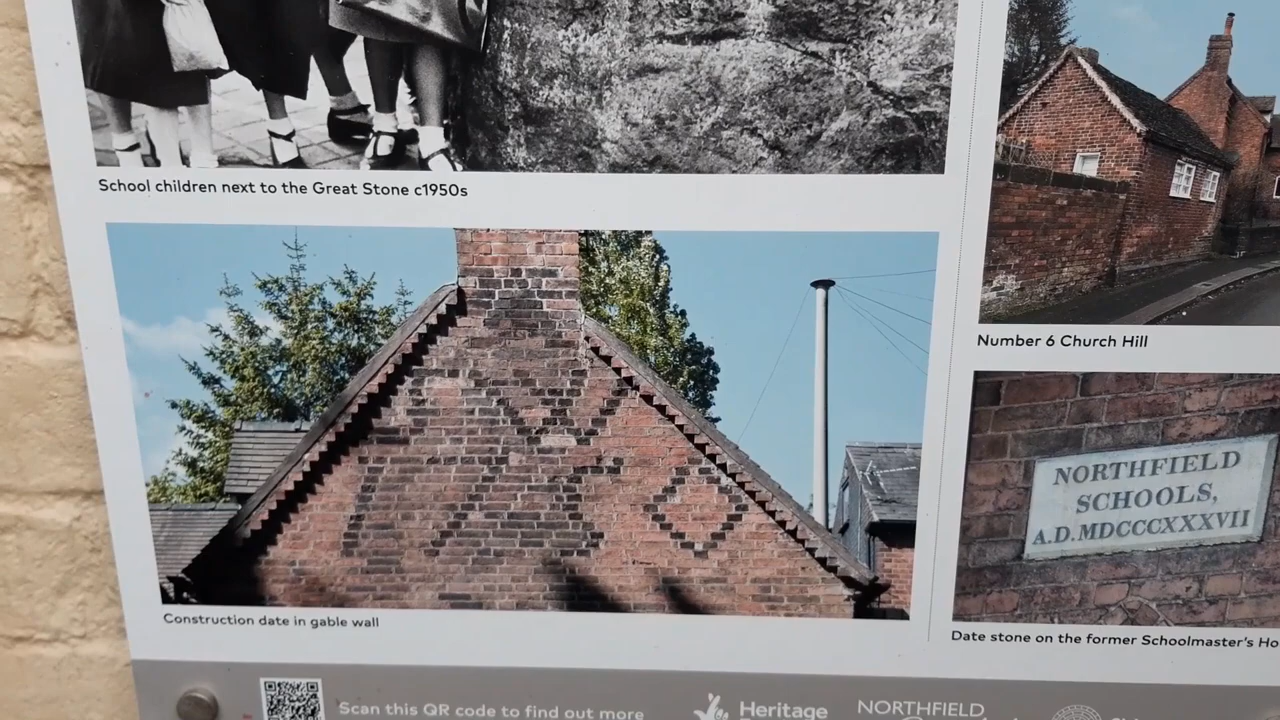 School children next to the Great Stone c1950s
Number 6 Church Hill
NORTHFIELD
SCHOOLS,
A.D.MDCCCXXXVII
Construction date in gable wall
Date stone on the former Schoolmaster's
Scan this QR code to find out more
Heritage
NORTHFIELD